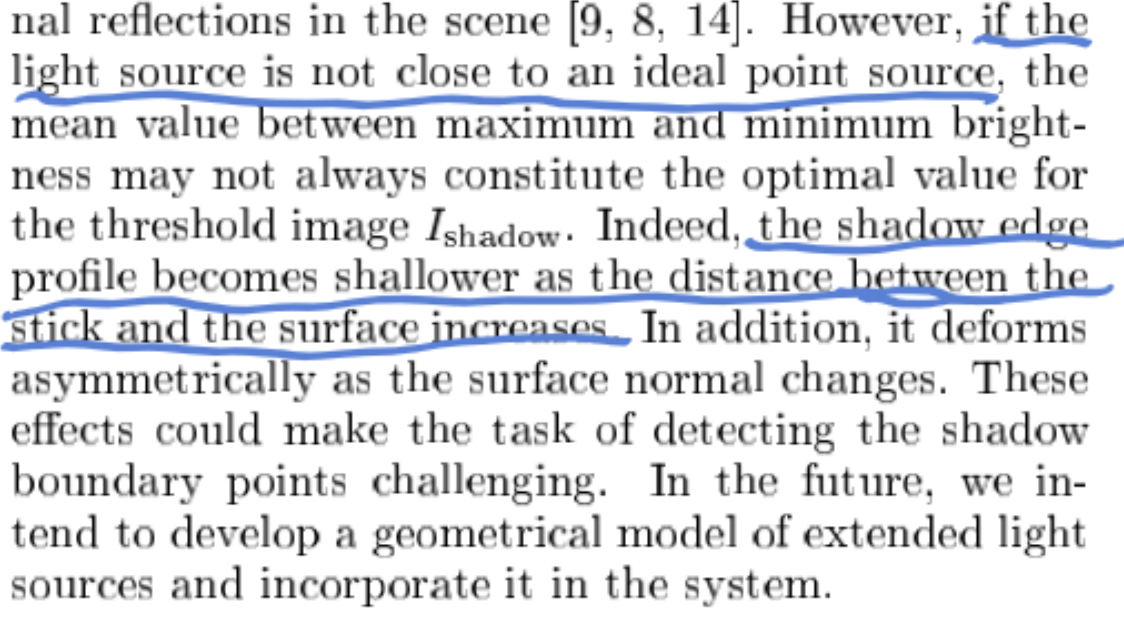 nal reflections in the scene [9, 8, 14]. However, if the
light source is not close to an ideal point source, the
mean value between maximum and minimum bright-
ness may not always constitute the optimal value for
the threshold image Ishadow. Indeed, the shadow edge
profile becomes shallower as the distance between the
stick and the surface increases. In addition, it deforms
asymmetrically as the surface normal changes. These
effects could make the task of detecting the shadow
boundary points challenging. In the future, we in-
tend to develop a geometrical model of extended light
sources and incorporate it in the system.